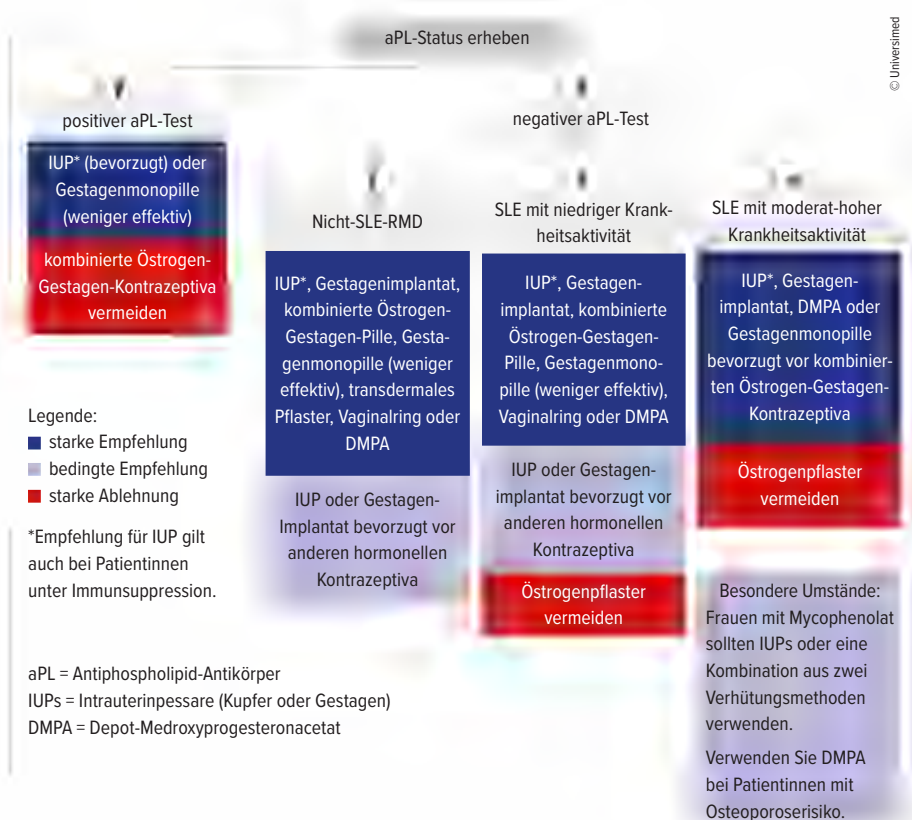 aPL-Status erheben
© Universimed
positiver aPL-Test
negativer aPL-Test
IUP* (bevorzugt) oder
Gestagenmonopille
(weniger effektiv)
kombinierte Östrogen-
Gestagen-Kontrazeptiva
vermeiden
Nicht-SLE-RMD
IUP*, Gestagenimplantat,
kombinierte Östrogen-
Gestagen-Pille, Gesta-
genmonopille (weniger
effektiv), transdermales
Pflaster, Vaginalring oder
DMPA
IUP oder Gestagen-
Implantat bevorzugt vor
anderen hormonellen
Kontrazeptiva
SLE mit niedriger Krank-
heitsaktivität
IUP*, Gestagen-
implantat, kombinierte
Östrogen-Gestagen-
Pille, Gestagenmono-
pille (weniger effektiv),
Vaginalring oder DMPA
IUP oder Gestagen-
implantat bevorzugt vor
anderen hormonellen
Kontrazeptiva
Östrogenpflaster
vermeiden
SLE mit moderat-hoher
Krankheitsaktivität
IUP*, Gestagen-
implantat, DMPA oder
Gestagenmonopille
bevorzugt vor kombinier-
ten Östrogen-Gestagen-
Kontrazeptiva
Östrogenpflaster
vermeiden
Besondere Umstände:
Frauen mit Mycophenolat
sollten IUPs oder eine
Kombination aus zwei
Verhütungsmethoden
verwenden.
Verwenden Sie DMPA
bei Patientinnen mit
Osteoporoserisiko.
Legende:
starke Empfehlung
bedingte Empfehlung
starke Ablehnung
*Empfehlung für IUP gilt
auch bei Patientinnen
unter Immunsuppression.
aPL = Antiphospholipid-Antikörper
IUPs = Intrauterinpessare (Kupfer oder Gestagen)
DMPA = Depot-Medroxyprogesteronacetat